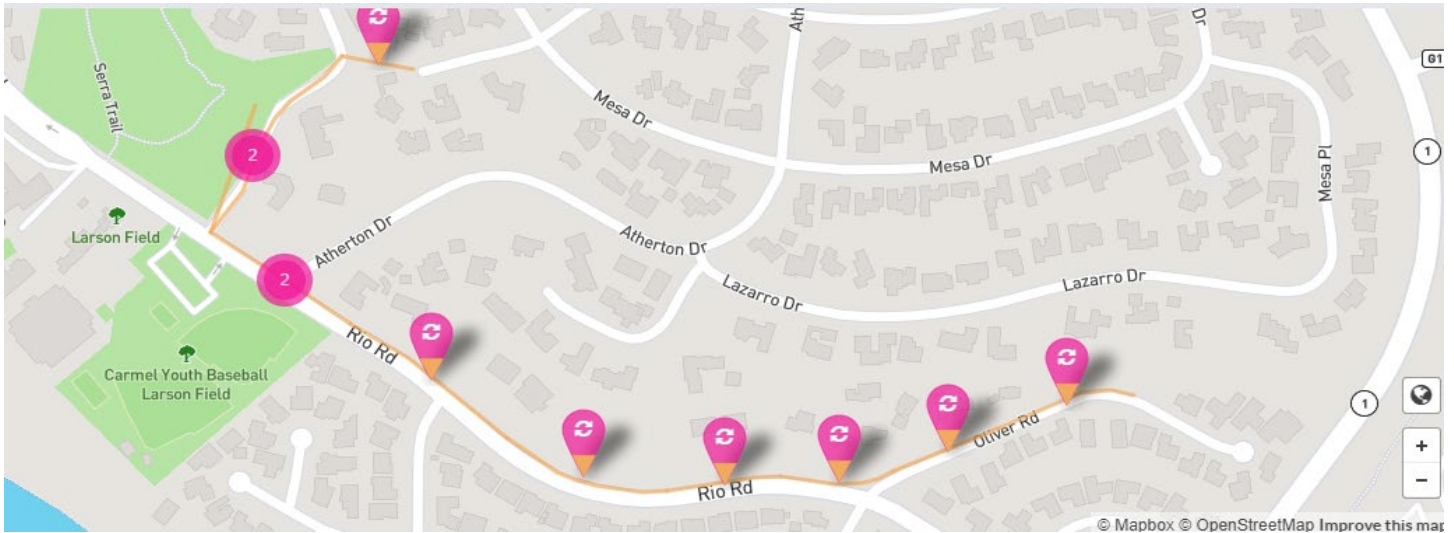 Dr
Ath
G1
Serra Trail
Mesa Dr
2
Mesa Dr
1
Mesa Pl
Larson Field
Atherton Dr
Atherton Dr
2
Lazarro Dr
Lazarro Dr
Rio Rd
Carmel Youth Baseball
Larson Field
1
Oliver Rd
+
Rio Rd
−
© Mapbox © OpenStreetMap Improve this map